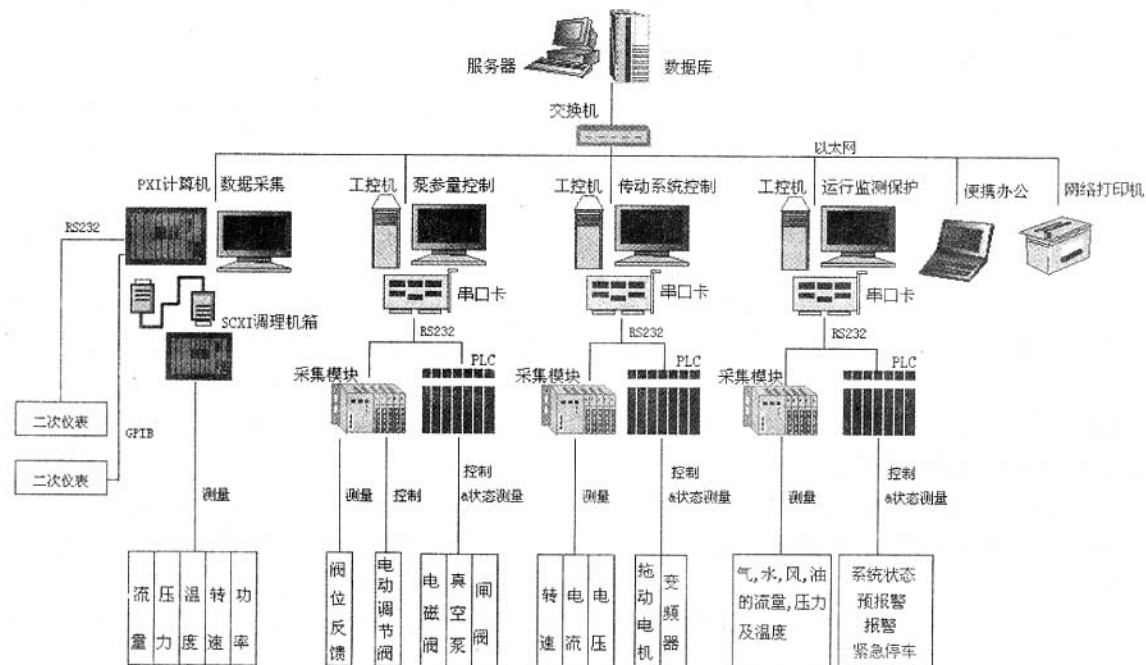 服务器
数据库
交换机
以太网
PXI计算机
数据采集
工控机
泵参量控制
工控机
传动系统控制
工控机
运行监测保护
便携办公
网络打印机
RS232
串口卡
串口卡
串口卡
SCXI调理机箱
RS232
RS232
RS232
采集模块
PLC
采集模块
PLC
采集模块
PLC
二次仪表
GPIB
二次仪表
测量
测量
控制
控制
&状态测量
测量
控制
&状态测量
测量
控制
&状态测量
流量
压力
温度
转速
功率
阀位反馈
电动调节阀
电磁阀
真空泵
闸阀
转速
电流
电压
拖动电机
变频器
气,水,风,油
的流量,压力
及温度
系统状态
预报警
报警
紧急停车